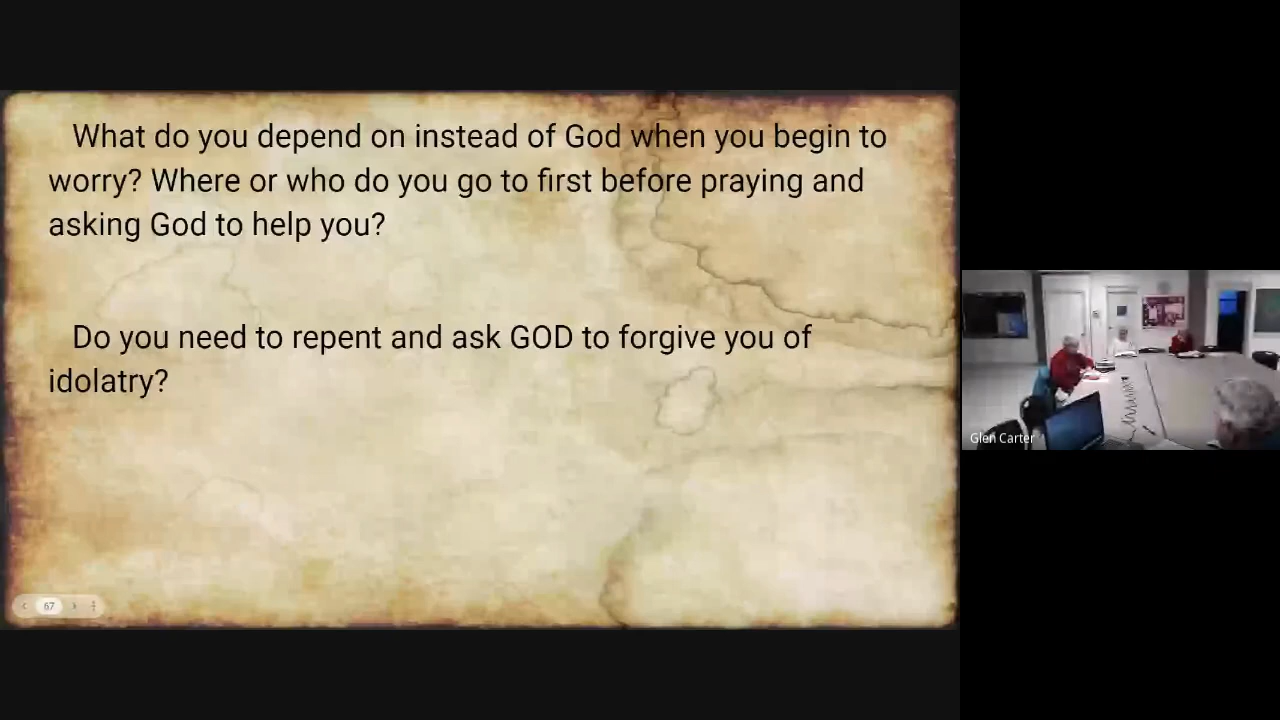 What do you depend on instead of God when you begin to
worry? Where or who do you go to first before praying and
asking God to help you?
Do you need to repent and ask GOD to forgive you of
idolatry?
67
Glen Carter